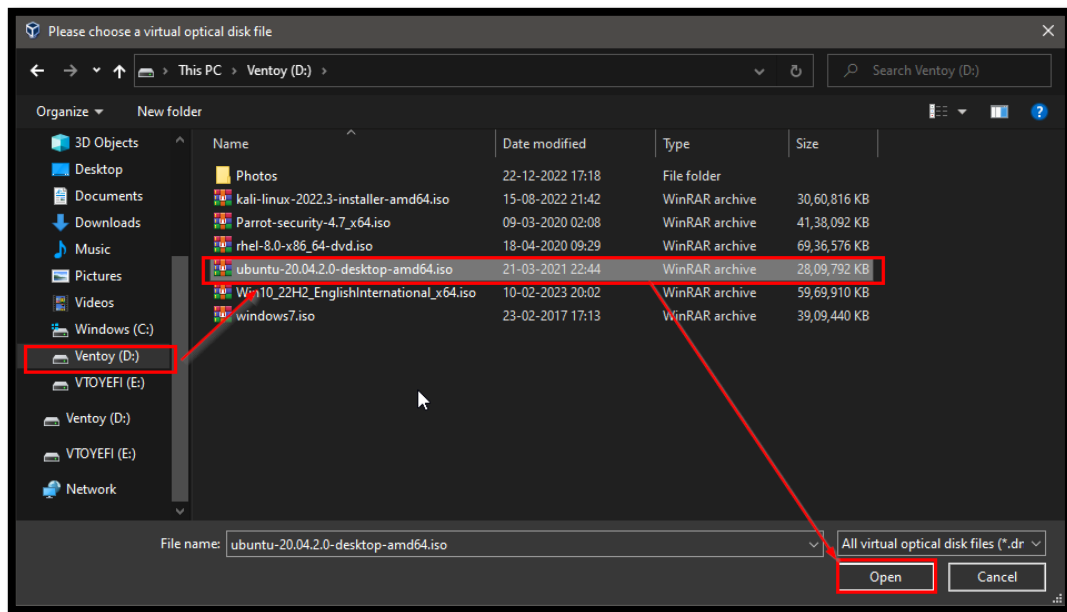 Please choose a virtual optical disk file
This PC > Ventoy (D:) >
Search Ventoy (D:)
Organize
New folder
3D Objects
Desktop
Documents
Downloads
Music
Pictures
Videos
Windows (C:)
Ventoy (D:)
VTOYEFI (E:)
Ventoy (D:)
VTOYEFI (E:)
Network
Name Date modified Type Size
Photos 22-12-2022 17:18 File folder
kali-linux-2022.3-installer-amd64.iso 15-08-2022 21:42 WinRAR archive 30,60,816 KB
Parrot-security-4.7_x64.iso 09-03-2020 02:08 WinRAR archive 41,38,092 KB
rhel-8.0-x86_64-dvd.iso 18-04-2020 09:29 WinRAR archive 69,36,576 KB
ubuntu-20.04.2.0-desktop-amd64.iso 21-03-2021 22:44 WinRAR archive 28,09,792 KB
Win10_22H2_EnglishInternational_x64.iso 10-02-2023 20:02 WinRAR archive 59,69,910 KB
windows7.iso 23-02-2017 17:13 WinRAR archive 39,09,440 KB
File name: ubuntu-20.04.2.0-desktop-amd64.iso
All virtual optical disk files (*.dr
Open
Cancel